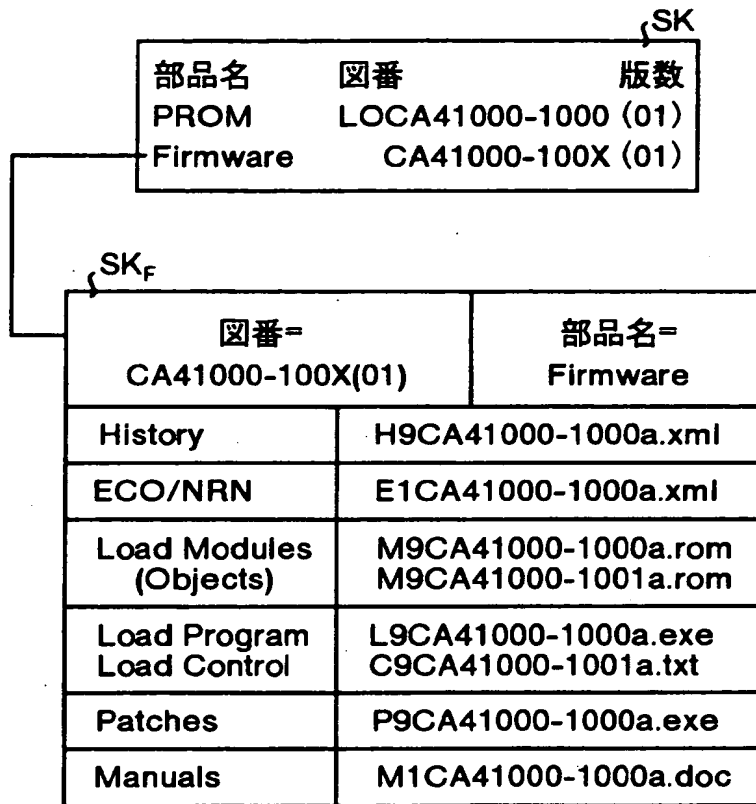 SK
部品名 図番 版数
PROM LOCA41000-1000 (01)
Firmware CA41000-100X (01)
SKF
図番= 部品名=
CA41000-100X(01) Firmware
History H9CA41000-1000a.xml
ECO/NRN E1CA41000-1000a.xml
Load Modules M9CA41000-1000a.rom
(Objects) M9CA41000-1001a.rom
Load Program L9CA41000-1000a.exe
Load Control C9CA41000-1001a.txt
Patches P9CA41000-1000a.exe
Manuals M1CA41000-1000a.doc